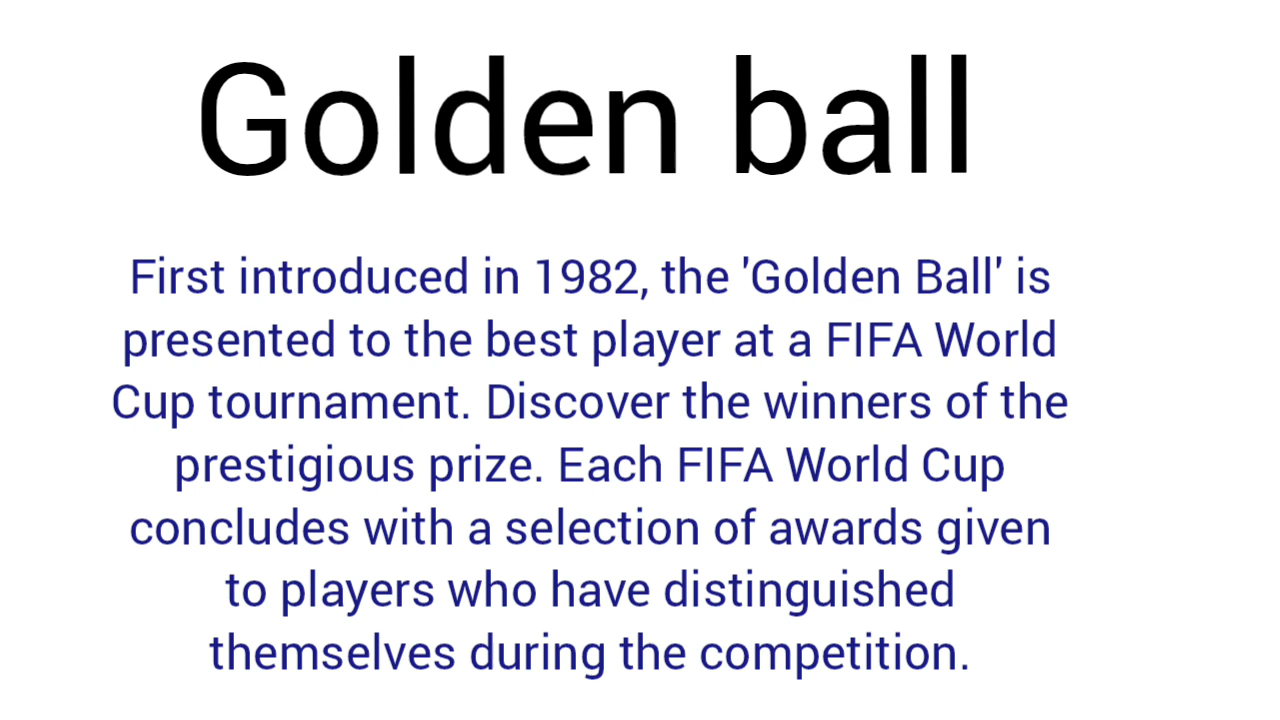 Golden ball
First introduced in 1982, the 'Golden Ball' is
presented to the best player at a FIFA World
Cup tournament. Discover the winners of the
prestigious prize. Each FIFA World Cup
concludes with a selection of awards given
to players who have distinguished
themselves during the competition.